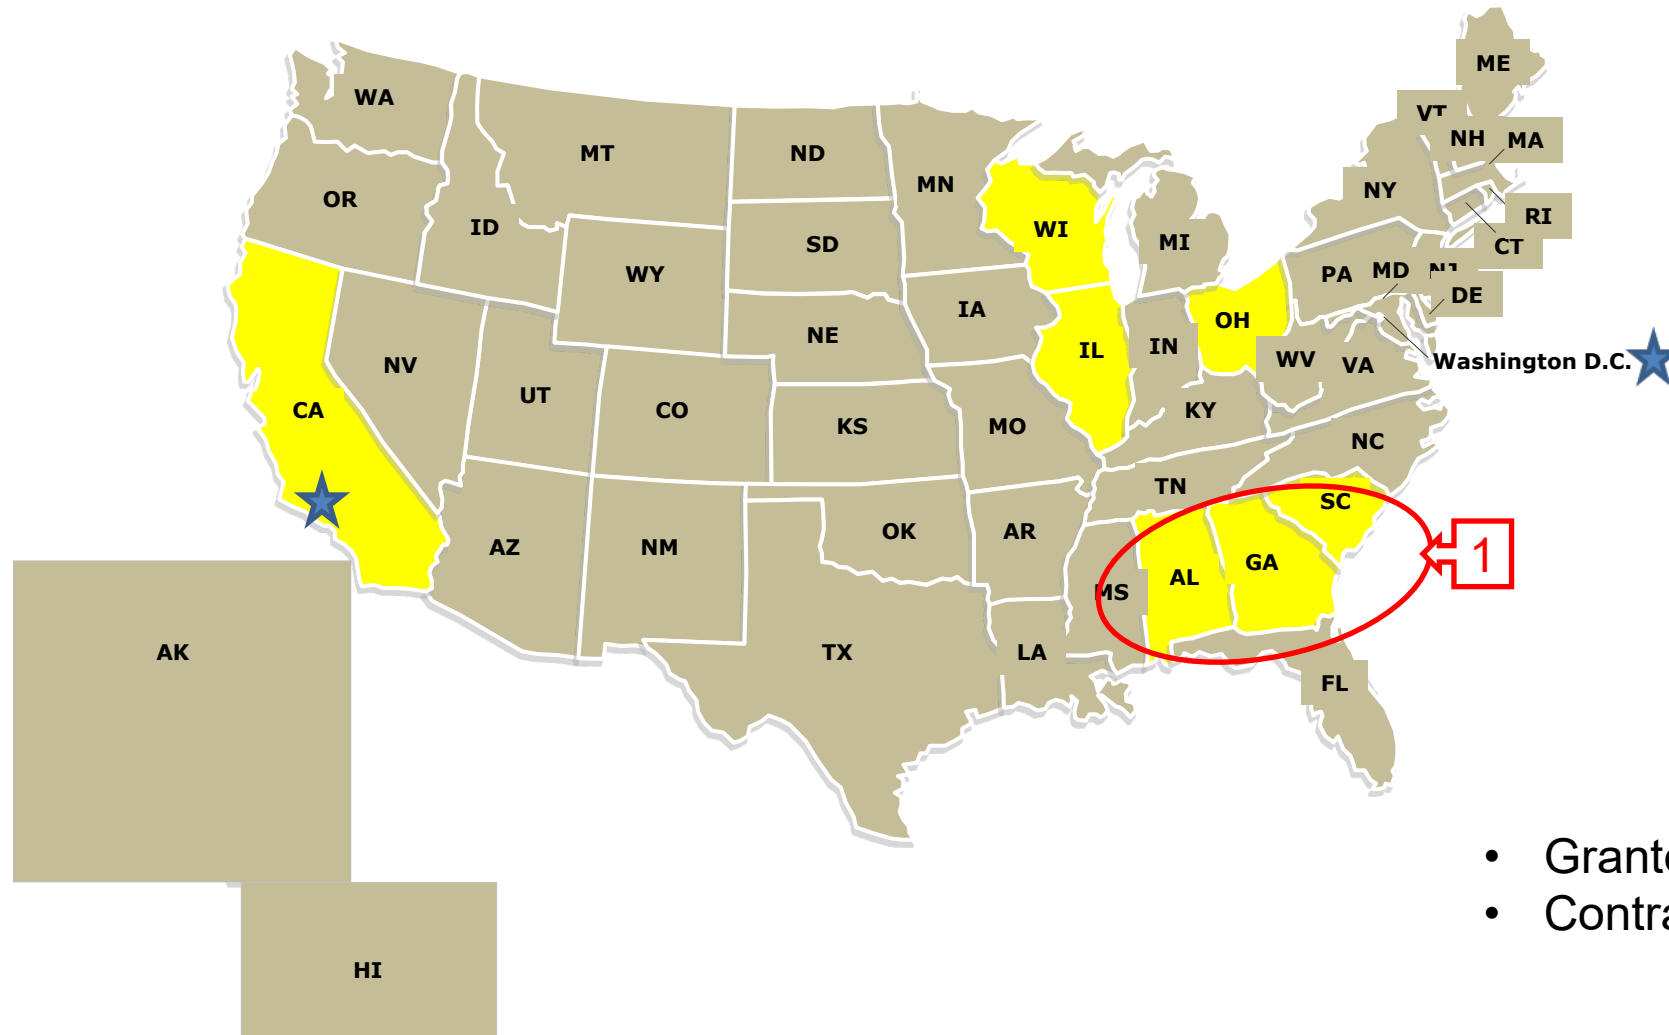 ME
WA
VT
NH
MA
MT
ND
MN
NY
OR
RI
ID
WI
MI
CT
SD
WY
PA
MD
NJ
DE
IA
OH
NE
IL
IN
WV
VA
Washington D.C.
NV
UT
CO
KS
MO
KY
CA
NC
TN
SC
OK
AR
AZ
NM
GA
1
AL
MS
AK
TX
LA
FL
• 
• Contra
HI